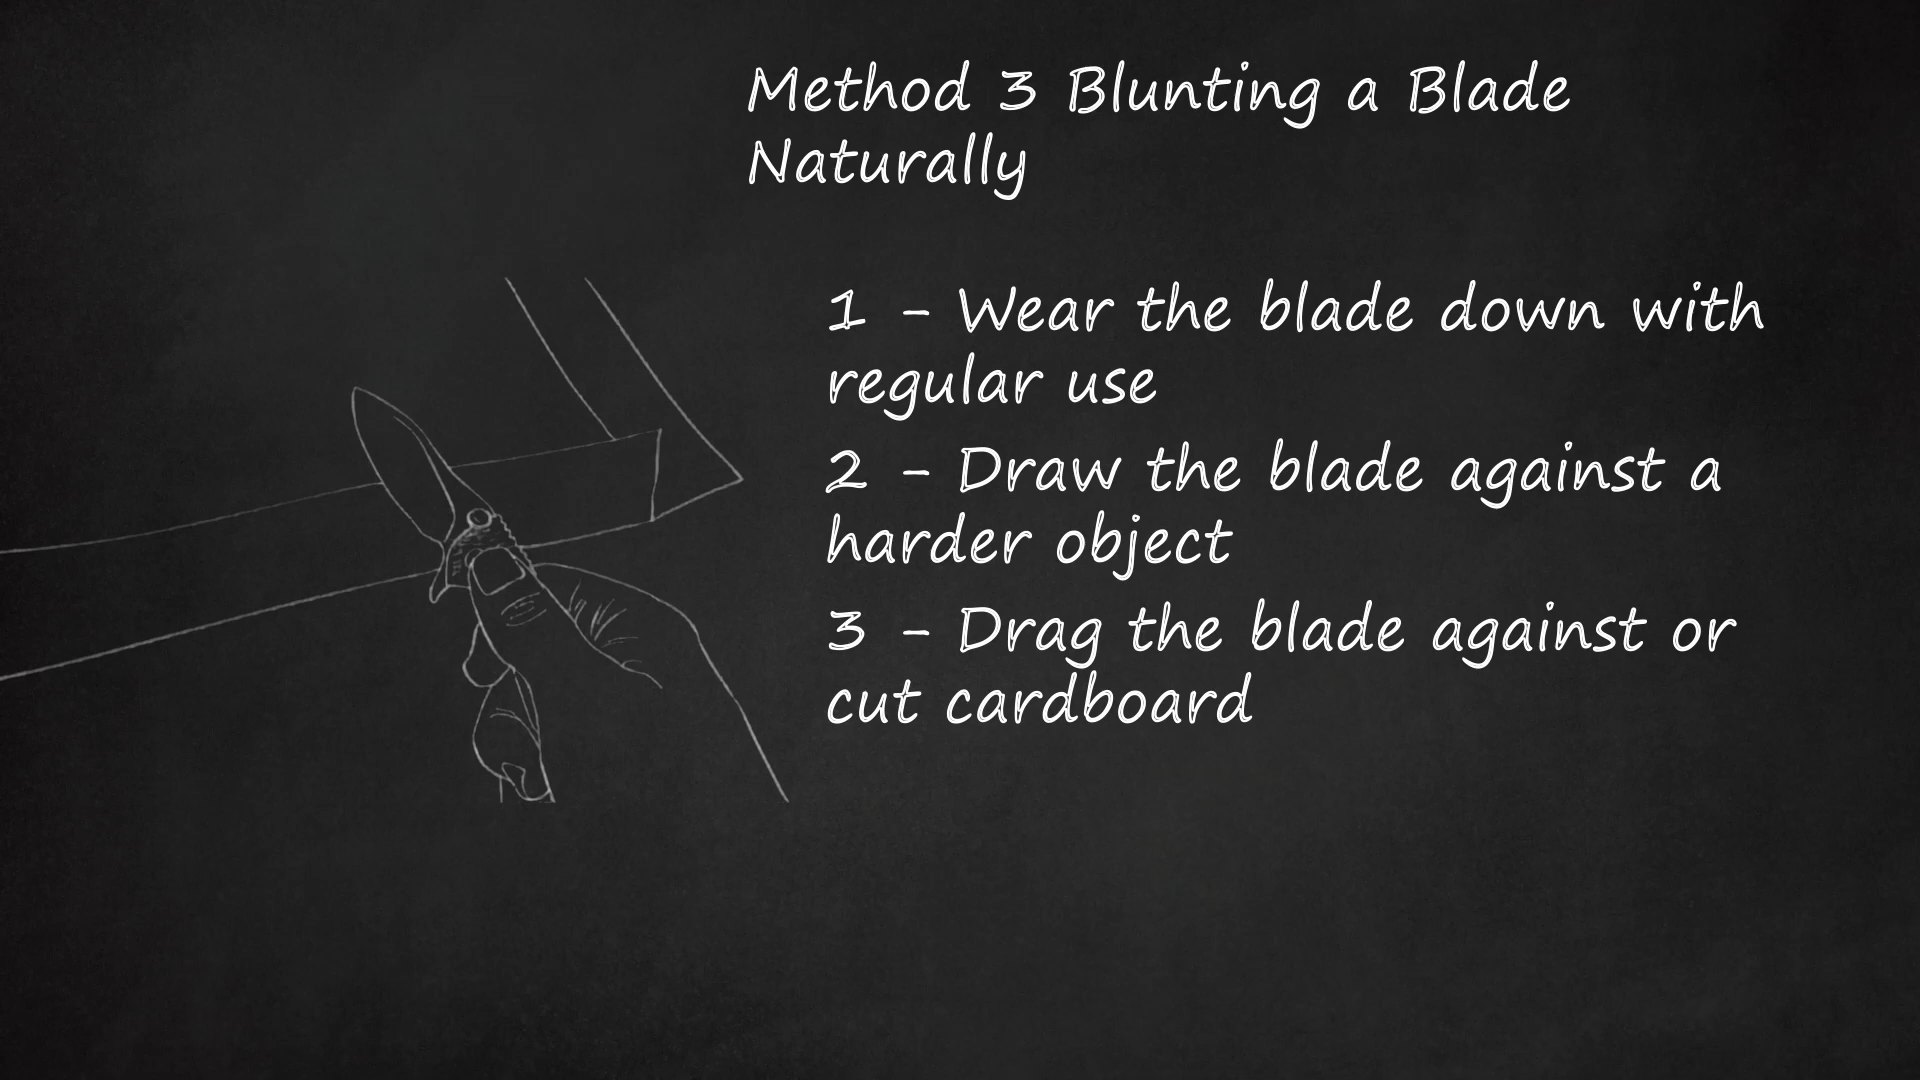 Method 3 Blunting a Blade
Naturally
1 - Wear the blade down with
regular use
2 - Draw the blade against a
harder object
3 - Drag the blade against or
cut cardboard